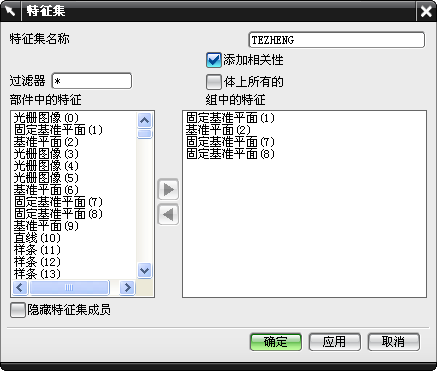 特征集
特征集名称 TEZHENG
添加相关性
过滤器 * 体上所有的
部件中的特征 组中的特征
光栅图像(0)
固定基准平面(1)
基准平面(2)
光栅图像(3)
光栅图像(4)
光栅图像(5)
基准平面(6)
固定基准平面(7)
固定基准平面(8)
基准平面(9)
直线(10)
样条(11)
样条(12)
样条(13)
固定基准平面(1)
基准平面(2)
固定基准平面(7)
固定基准平面(8)
隐藏特征集成员
确定 应用 取消